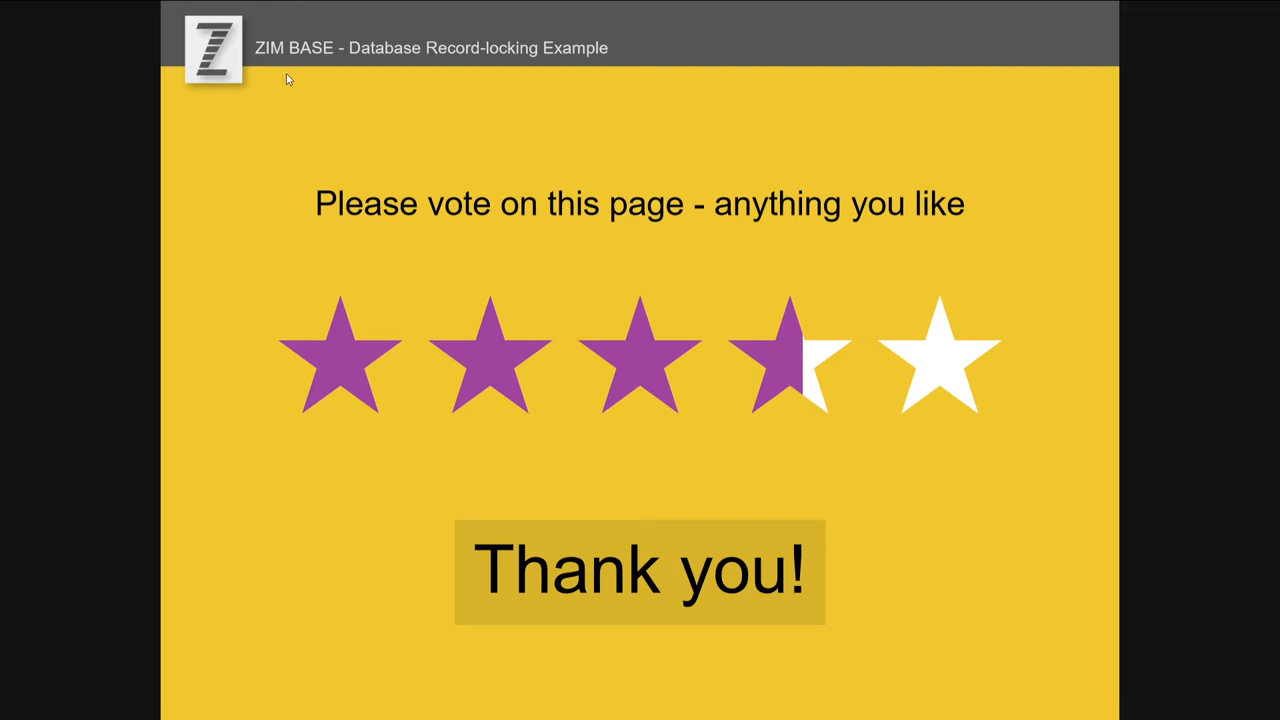 Z
ZIM BASE - Database Record-locking Example
Please vote on this page - anything you like
Thank you!